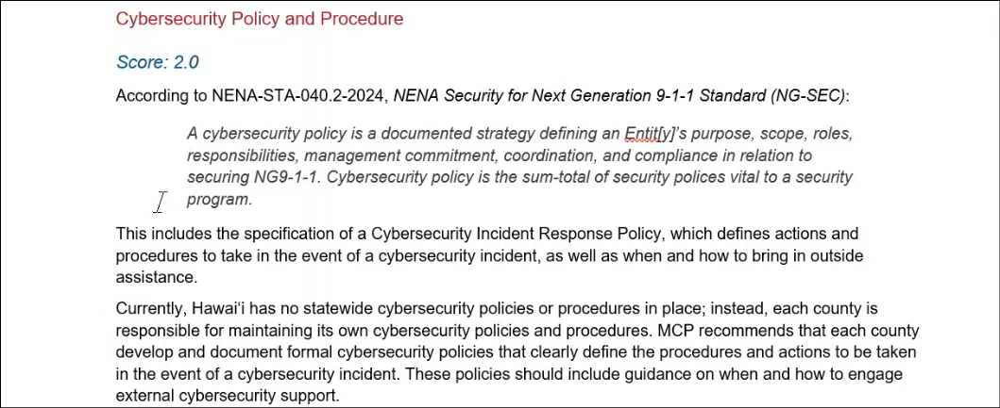 Cybersecurity Policy and Procedure
Score: 2.0
According to NENA-STA-040.2-2024, NENA Security for Next Generation 9-1-1 Standard (NG-SEC):
A cybersecurity policy is a documented strategy defining an Entit[y]'s purpose, scope, roles,
responsibilities, management commitment, coordination, and compliance in relation to
securing NG9-1-1. Cybersecurity policy is the sum-total of security polices vital to a security
program.
This includes the specification of a Cybersecurity Incident Response Policy, which defines actions and
procedures to take in the event of a cybersecurity incident, as well as when and how to bring in outside
assistance.
Currently, Hawaiʻi has no statewide cybersecurity policies or procedures in place; instead, each county is
responsible for maintaining its own cybersecurity policies and procedures. MCP recommends that each county
develop and document formal cybersecurity policies that clearly define the procedures and actions to be taken
in the event of a cybersecurity incident. These policies should include guidance on when and how to engage
external cybersecurity support.